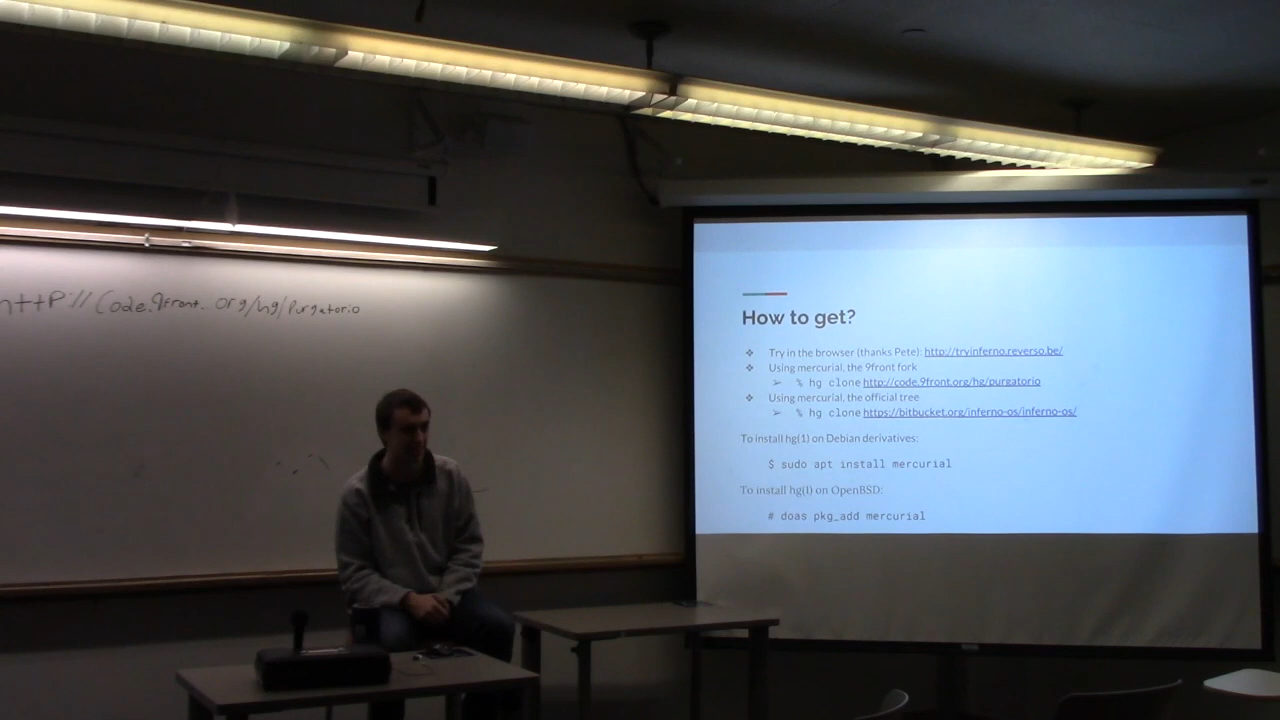 http://code.9front.org/hg/purgatorio
How to get?
❖ Try in the browser (thanks Pete): http://tryinferno.reverso.be/
❖ Using mercurial, the 9front fork
➢ % hg clone http://code.9front.org/hg/purgatorio
❖ Using mercurial, the official tree
➢ % hg clone https://bitbucket.org/inferno-os/inferno-os/
To install hg(1) on Debian derivatives:
$ sudo apt install mercurial
To install hg(1) on OpenBSD:
# doas pkg_add mercurial